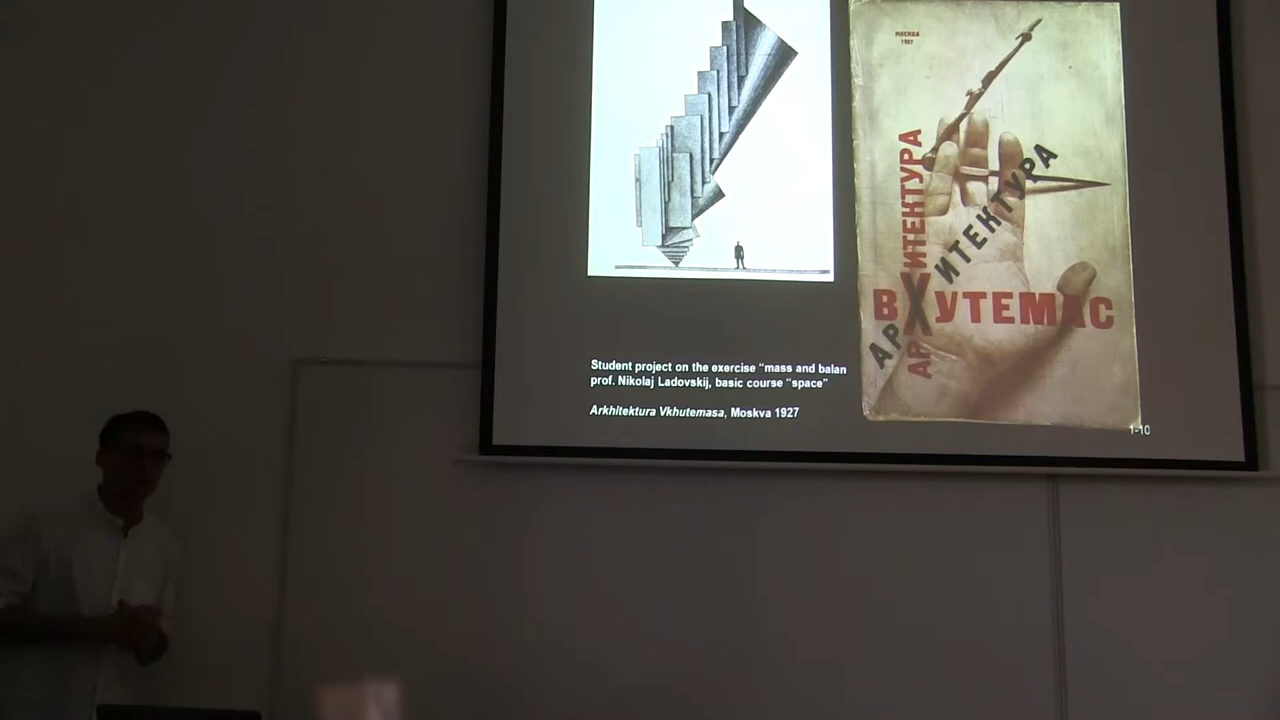 Student project on the exercise “mass and balan
prof. Nikolaj Ladovskij, basic course “space”
Arkhitektura Vkhutemasa, Moskva 1927
МОСКВА
1927
АРХИТЕКТУРА
АРХИТЕКТУРА
ВХУТЕМАС
1-10